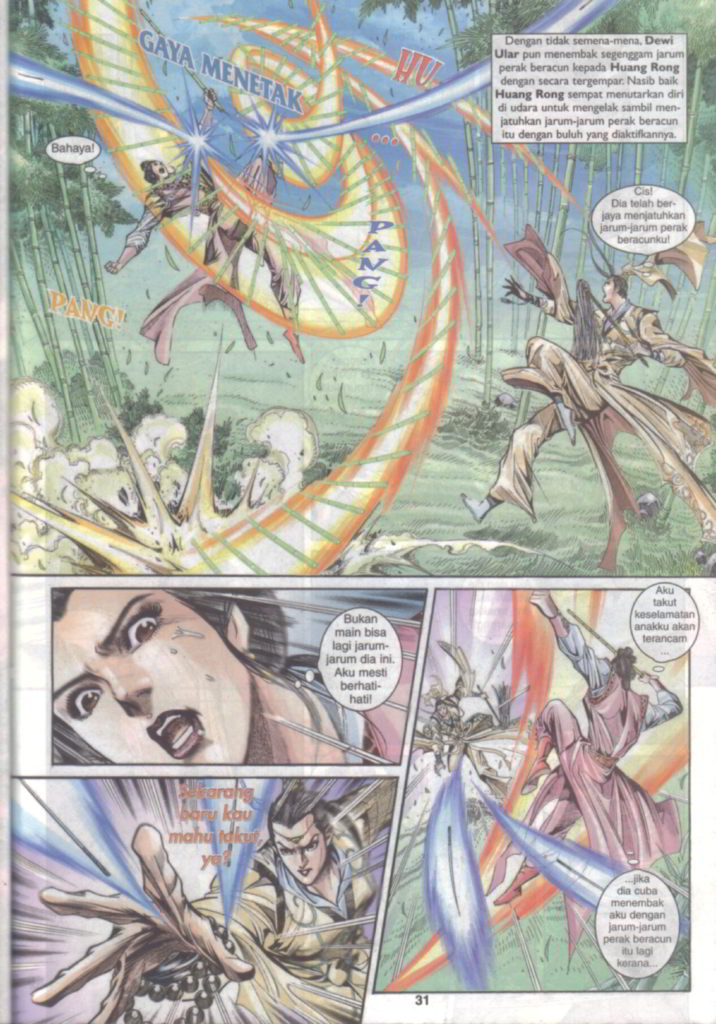 GAYA MENETAK
HU
...
Dengan tidak semena-mena, Dewi
Ular pun menembak segenggam jarum
perak beracun kepada Huang Rong
dengan secara tergempar. Nasib baik
Huang Rong sempat menutarkan diri
di udara untuk mengelak sambil men-
jatuhkan jarum-jarum perak beracun
itu dengan buluh yang diaktifkannya.
Bahaya!
Cis!
Dia telah ber-
jaya menjatuhkan
jarum-jarum perak
beracunku!
PANG!
PANG!
Bukan
main bisa
lagi jarum-
jarum dia ini.
Aku mesti
berhati-
hati!
Aku
takut
keselamatan
anakku akan
terancam
...
...jika
dia cuba
menembak
aku dengan
jarum-jarum
perak beracun
itu lagi
kerana...
Sekarang
baru kau
mahu takut,
ya?
31